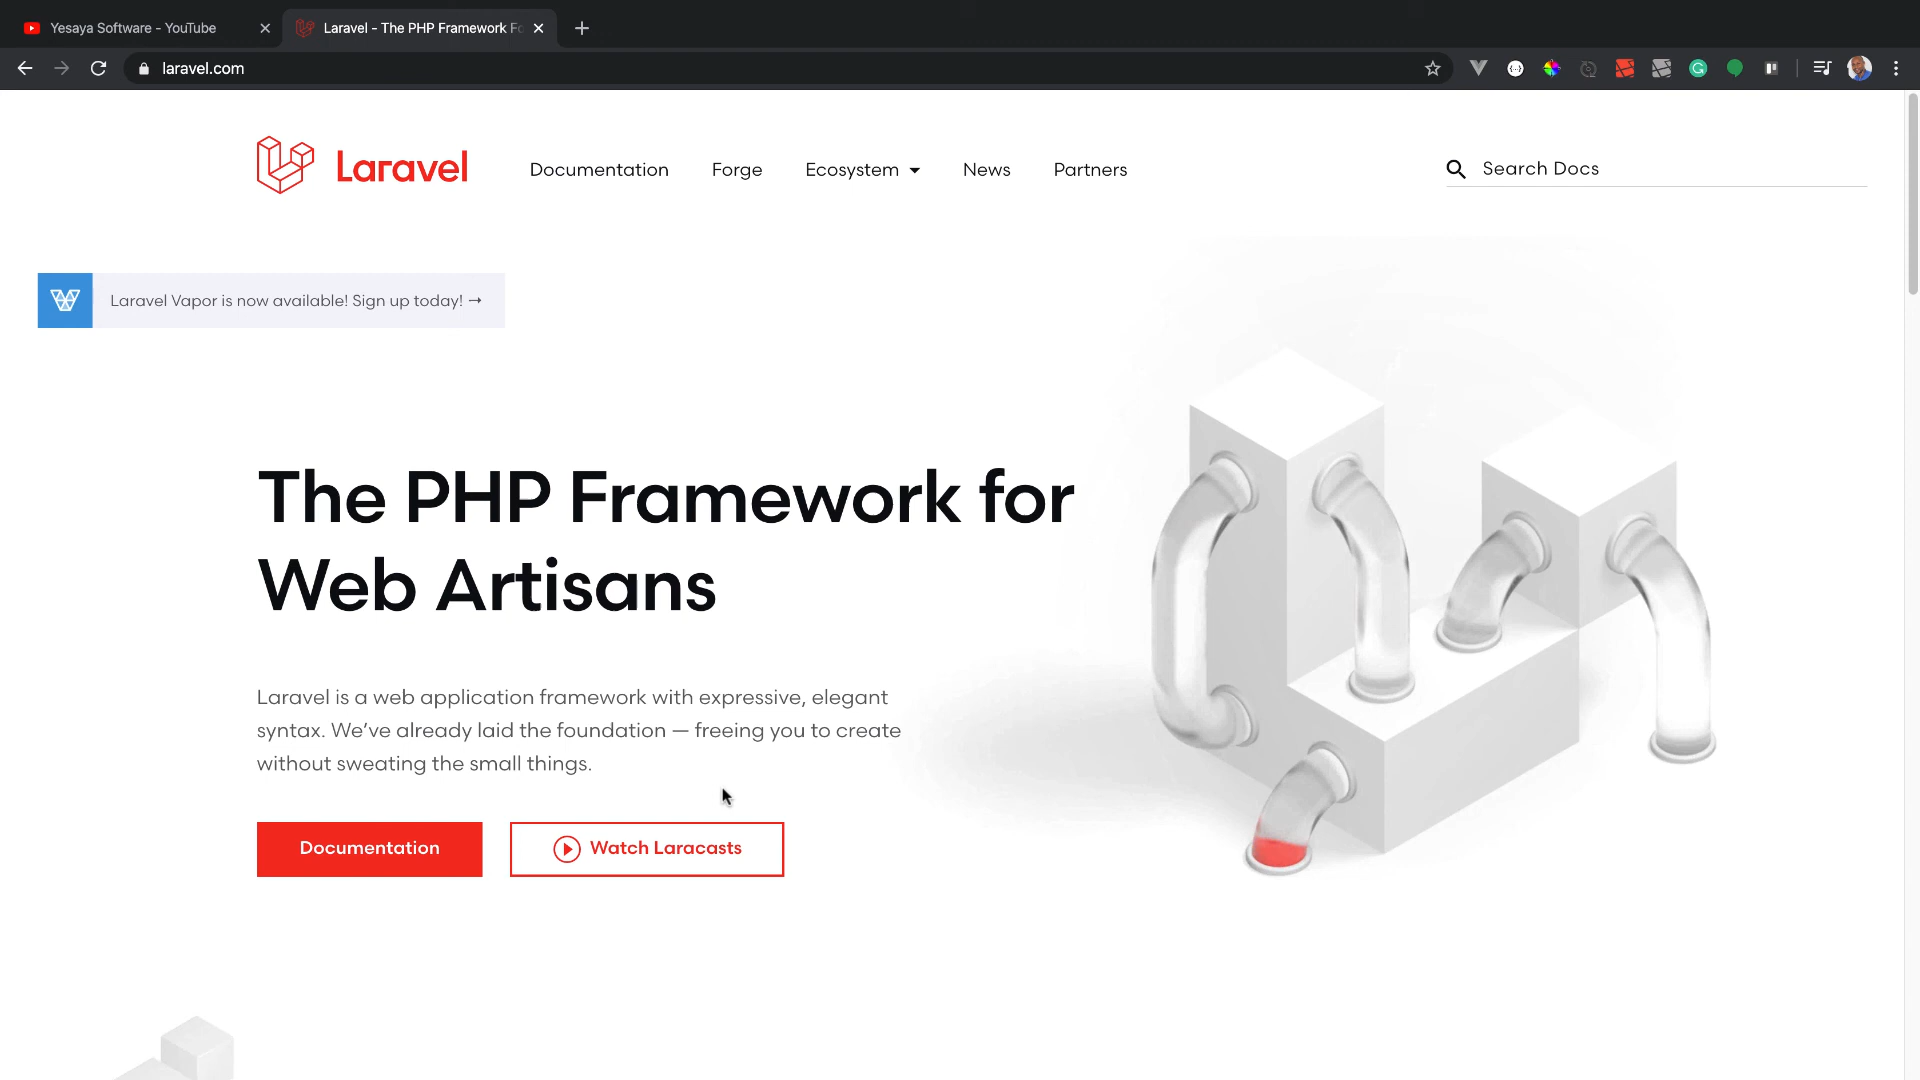 Yesaya Software - YouTube
Laravel - The PHP Framework Fo
laravel.com
Laravel
Documentation
Forge
Ecosystem
News
Partners
Search Docs
Laravel Vapor is now available! Sign up today! →
The PHP Framework for
Web Artisans
Laravel is a web application framework with expressive, elegant
syntax. We’ve already laid the foundation — freeing you to create
without sweating the small things.
Documentation
Watch Laracasts